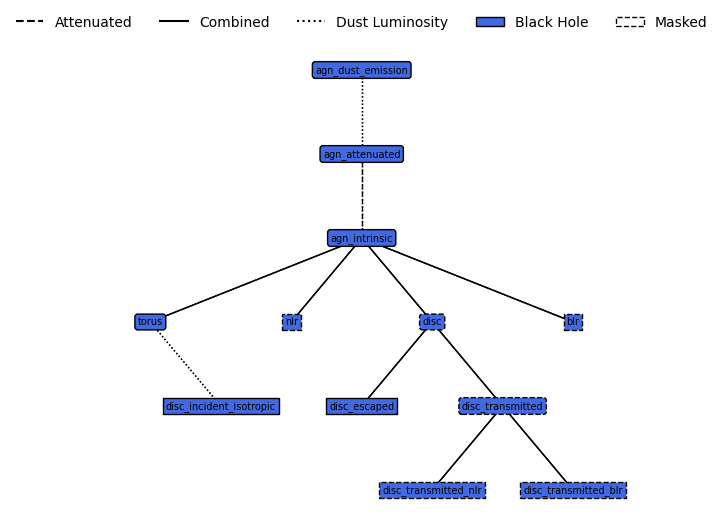 Attenuated Combined Dust Luminosity Black Hole Masked
agn_dust_emission
agn_attenuated
agn_intrinsic
torus nlr disc blr
disc_incident_isotropic disc_escaped disc_transmitted
disc_transmitted_nlr disc_transmitted_blr